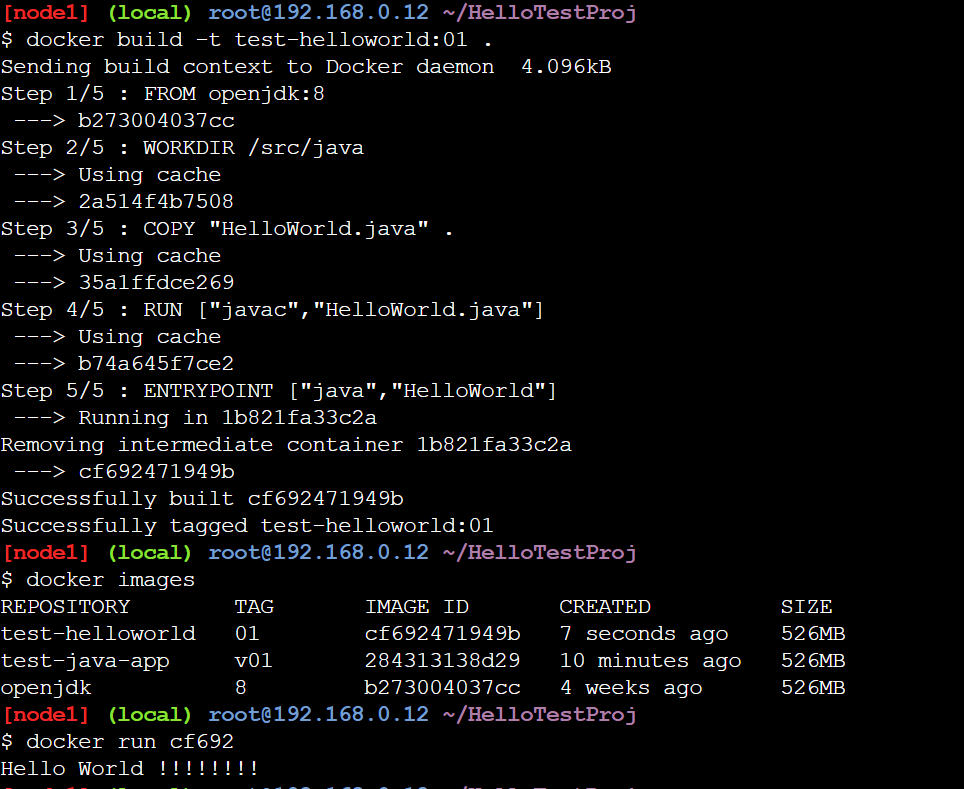 [node1] (local) root@192.168.0.12 ~/HelloTestProj
$ docker build -t test-helloworld:01 .
Sending build context to Docker daemon  4.096kB
Step 1/5 : FROM openjdk:8
 ---> b273004037cc
Step 2/5 : WORKDIR /src/java
 ---> Using cache
 ---> 2a514f4b7508
Step 3/5 : COPY "HelloWorld.java" .
 ---> Using cache
 ---> 35a1ffdce269
Step 4/5 : RUN ["javac","HelloWorld.java"]
 ---> Using cache
 ---> b74a645f7ce2
Step 5/5 : ENTRYPOINT ["java","HelloWorld"]
 ---> Running in 1b821fa33c2a
Removing intermediate container 1b821fa33c2a
 ---> cf692471949b
Successfully built cf692471949b
Successfully tagged test-helloworld:01
[node1] (local) root@192.168.0.12 ~/HelloTestProj
$ docker images
REPOSITORY        TAG       IMAGE ID       CREATED          SIZE
test-helloworld   01        cf692471949b   7 seconds ago    526MB
test-java-app     v01       284313138d29   10 minutes ago   526MB
openjdk           8         b273004037cc   4 weeks ago      526MB
[node1] (local) root@192.168.0.12 ~/HelloTestProj
$ docker run cf692
Hello World !!!!!!!!